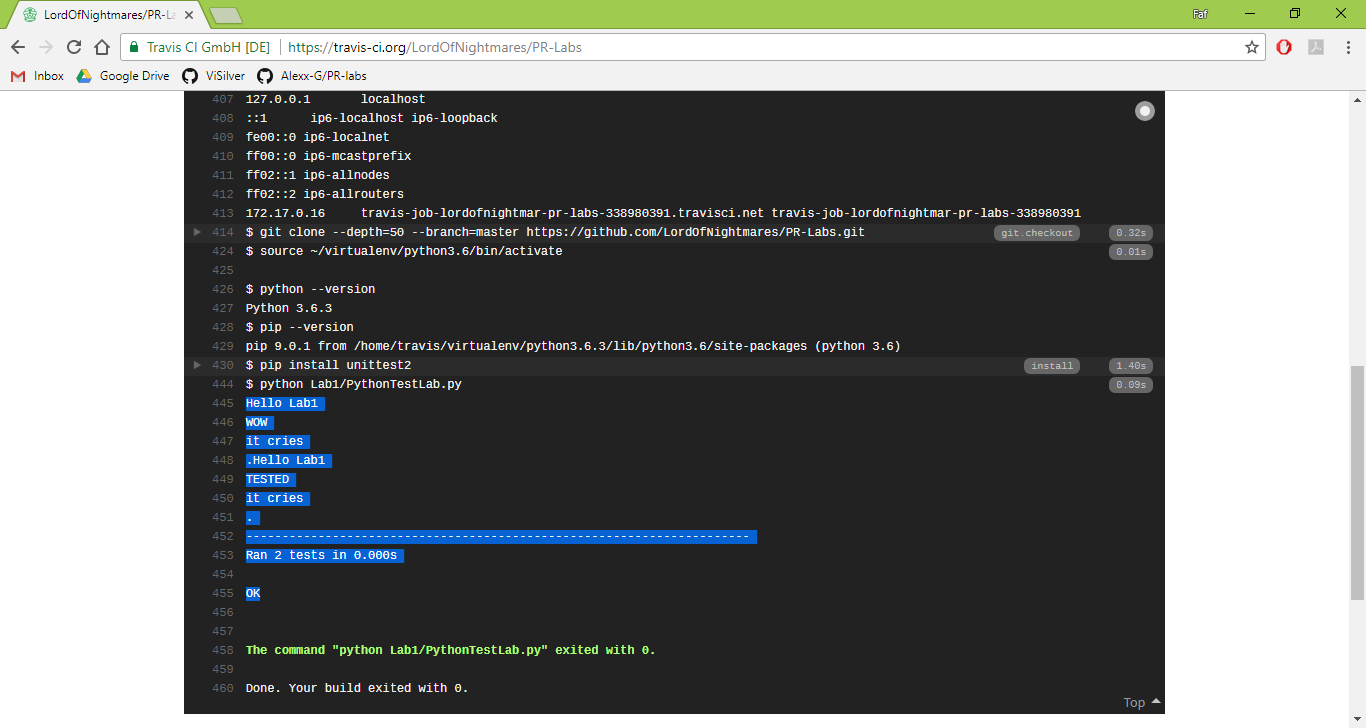 LordOfNightmares/PR-La
Faf
Travis CI GmbH [DE] https://travis-ci.org/LordOfNightmares/PR-Labs
Inbox Google Drive ViSilver Alexx-G/PR-labs
407 127.0.0.1 localhost
408 ::1 ip6-localhost ip6-loopback
409 fe00::0 ip6-localnet
410 ff00::0 ip6-mcastprefix
411 ff02::1 ip6-allnodes
412 ff02::2 ip6-allrouters
413 172.17.0.16 travis-job-lordofnightmar-pr-labs-338980391.travisci.net travis-job-lordofnightmar-pr-labs-338980391
414 $ git clone --depth=50 --branch=master https://github.com/LordOfNightmares/PR-Labs.git git.checkout 0.32s
424 $ source ~/virtualenv/python3.6/bin/activate 0.01s
425
426 $ python --version
427 Python 3.6.3
428 $ pip --version
429 pip 9.0.1 from /home/travis/virtualenv/python3.6.3/lib/python3.6/site-packages (python 3.6)
430 $ pip install unittest2 install 1.40s
444 $ python Lab1/PythonTestLab.py 0.09s
445 Hello Lab1
446 WOW
447 it cries
448 .Hello Lab1
449 TESTED
450 it cries
451 .
452 ----------------------------------------------------------------------
453 Ran 2 tests in 0.000s
454
455 OK
456
457
458 The command "python Lab1/PythonTestLab.py" exited with 0.
459
460 Done. Your build exited with 0.
Top